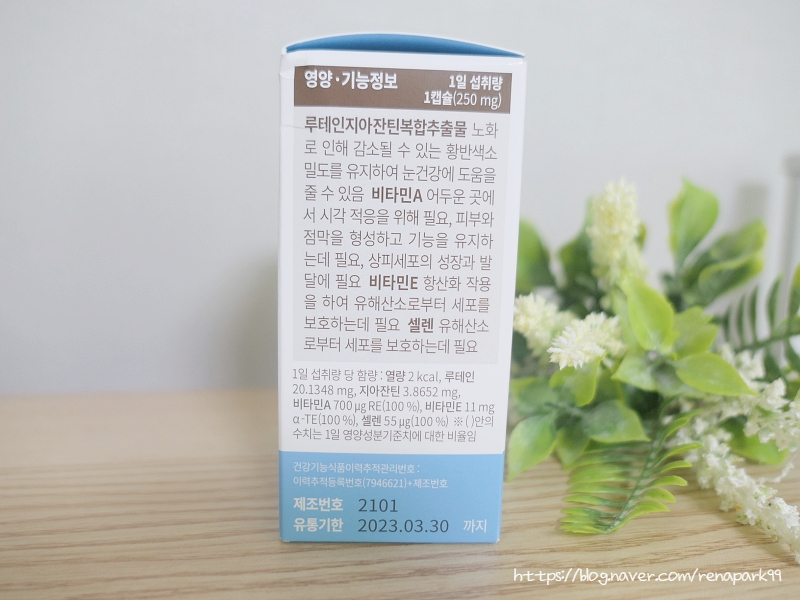 영양·기능정보
1일 섭취량
1캡슐(250 mg)
루테인지아잔틴복합추출물 노화
로 인해 감소될 수 있는 황반색소
밀도를 유지하여 눈건강에 도움을
줄 수 있음 비타민A 어두운 곳에
서 시각 적응을 위해 필요, 피부와
점막을 형성하고 기능을 유지하
는데 필요, 상피세포의 성장과 발
달에 필요 비타민E 항산화 작용
을 하여 유해산소로부터 세포를
보호하는데 필요 셀렌 유해산소
로부터 세포를 보호하는데 필요
1일 섭취량 당 함량 : 열량 2 kcal, 루테인
20.1348 mg, 지아잔틴 3.8652 mg,
비타민A 700 µg RE(100 %), 비타민E 11 mg
α-TE(100 %), 셀렌 55 µg(100 %) ※ ( )안의
수치는 1일 영양성분기준치에 대한 비율임
건강기능식품이력추적관리번호 :
이력추적등록번호(7946621)+제조번호
제조번호 2101
유통기한 2023.03.30 까지
https://blog.naver.com/renapark99